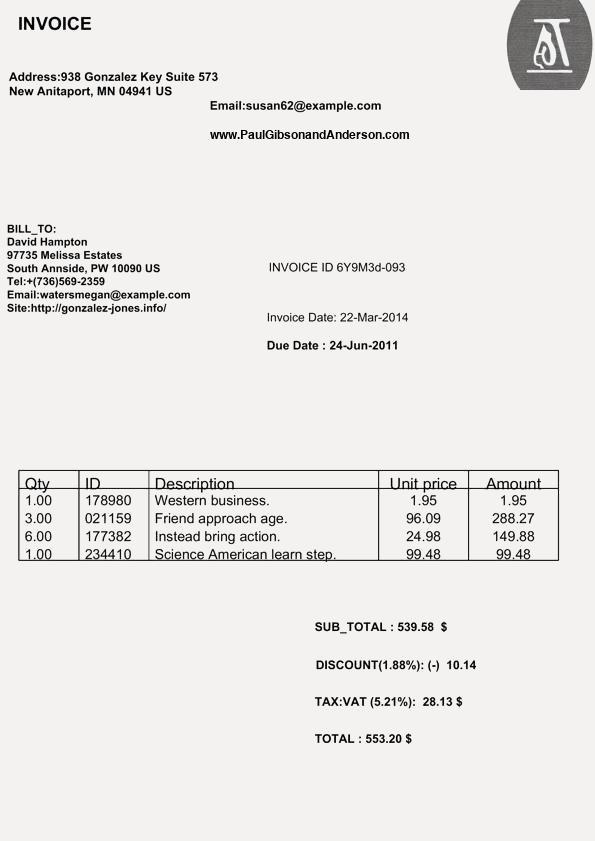 INVOICE
Address:938 Gonzalez Key Suite 573
New Anitaport, MN 04941 US
Email:susan62@example.com
www.PaulGibsonandAnderson.com
BILL_TO:
David Hampton
97735 Melissa Estates
South Annside, PW 10090 US
Tel:+(736)569-2359
Email:watersmegan@example.com
Site:http://gonzalez-jones.info/
INVOICE ID 6Y9M3d-093
Invoice Date: 22-Mar-2014
Due Date : 24-Jun-2011
Qty ID Description Unit price Amount
1.00 178980 Western business. 1.95 1.95
3.00 021159 Friend approach age. 96.09 288.27
6.00 177382 Instead bring action. 24.98 149.88
1.00 234410 Science American learn step. 99.48 99.48
SUB_TOTAL : 539.58 $
DISCOUNT(1.88%): (-) 10.14
TAX:VAT (5.21%): 28.13 $
TOTAL : 553.20 $